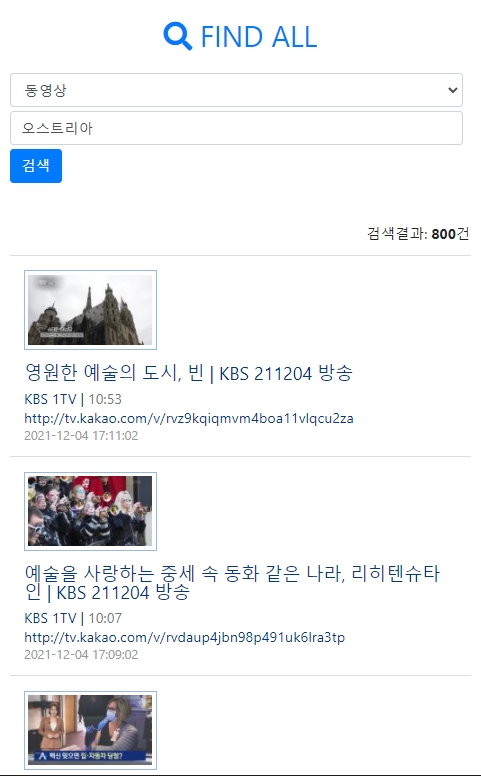 FIND ALL
동영상
오스트리아
검색
검색결과: 800건
영원한 예술의 도시, 빈 | KBS 211204 방송
KBS 1TV | 10:53
http://tv.kakao.com/v/rvz9kqiqmvm4boa11vlqcu2za
2021-12-04 17:11:02
예술을 사랑하는 중세 속 동화 같은 나라, 리히텐슈타
인 | KBS 211204 방송
KBS 1TV | 10:07
http://tv.kakao.com/v/rvdaup4jbn98p491uk6lra3tp
2021-12-04 17:09:02
백신 맞으면 집·자동차 당첨?